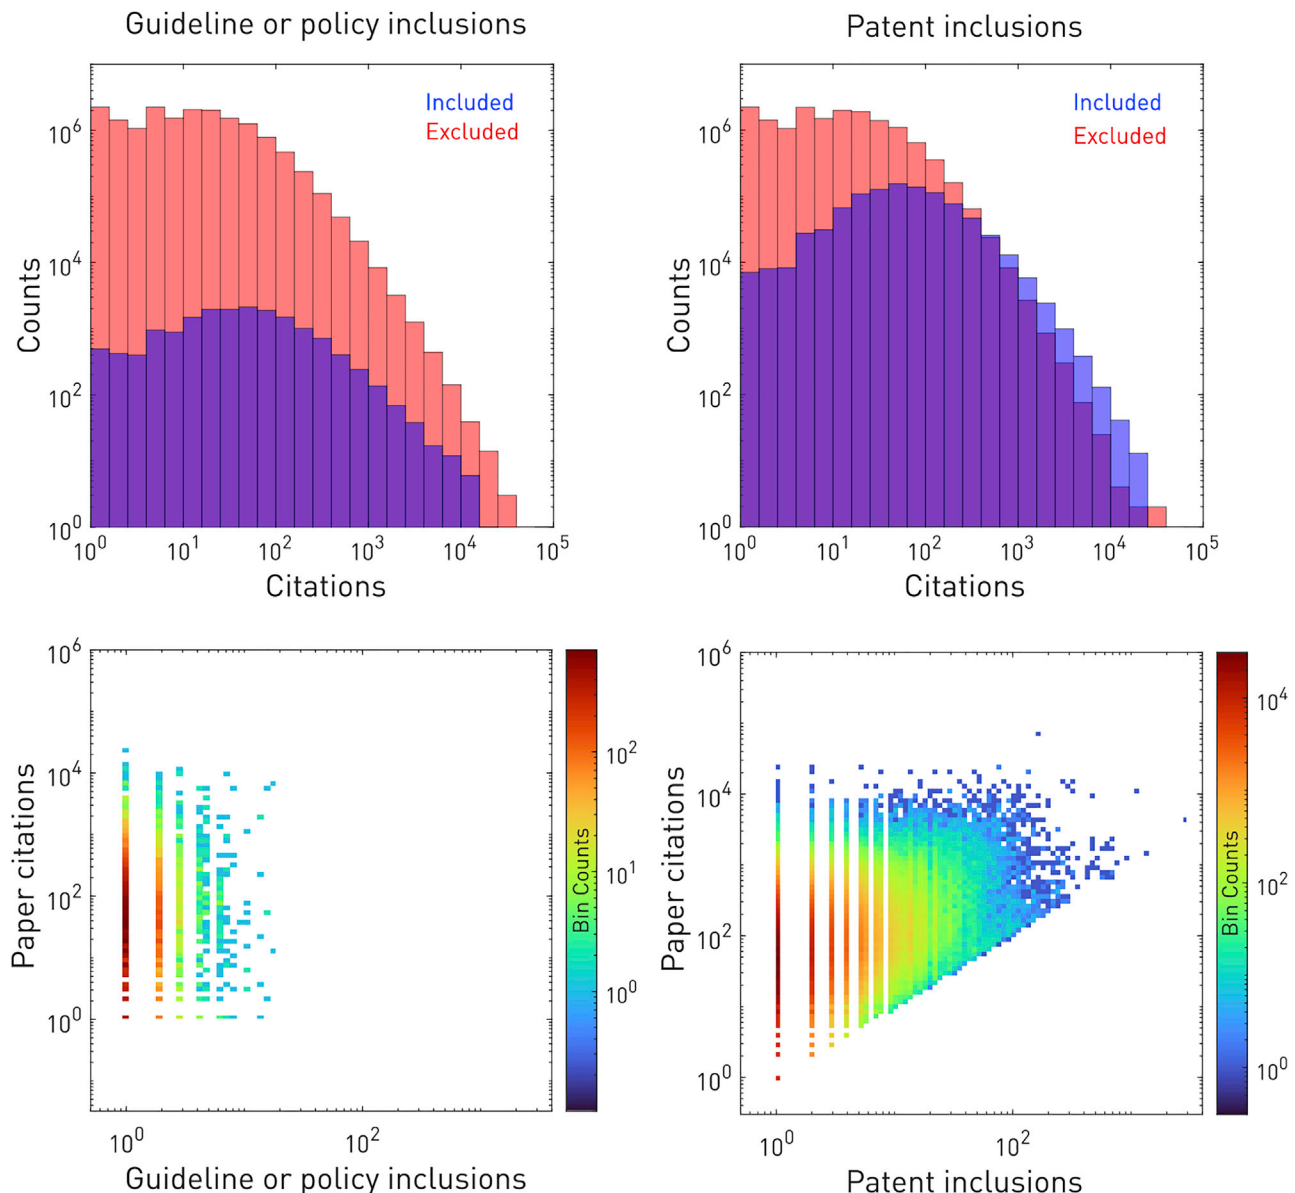 Guideline or policy inclusions
Included
Excluded
Counts
10^6
10^4
10^2
10^0
10^0 10^1 10^2 10^3 10^4 10^5
Citations
Patent inclusions
Included
Excluded
Counts
10^6
10^4
10^2
10^0
10^0 10^1 10^2 10^3 10^4 10^5
Citations
Paper citations
10^6
10^4
10^2
10^0
10^0 10^2
Guideline or policy inclusions
Bin Counts
10^2
10^1
10^0
Paper citations
10^6
10^4
10^2
10^0
10^0 10^2
Patent inclusions
Bin Counts
10^4
10^2
10^0